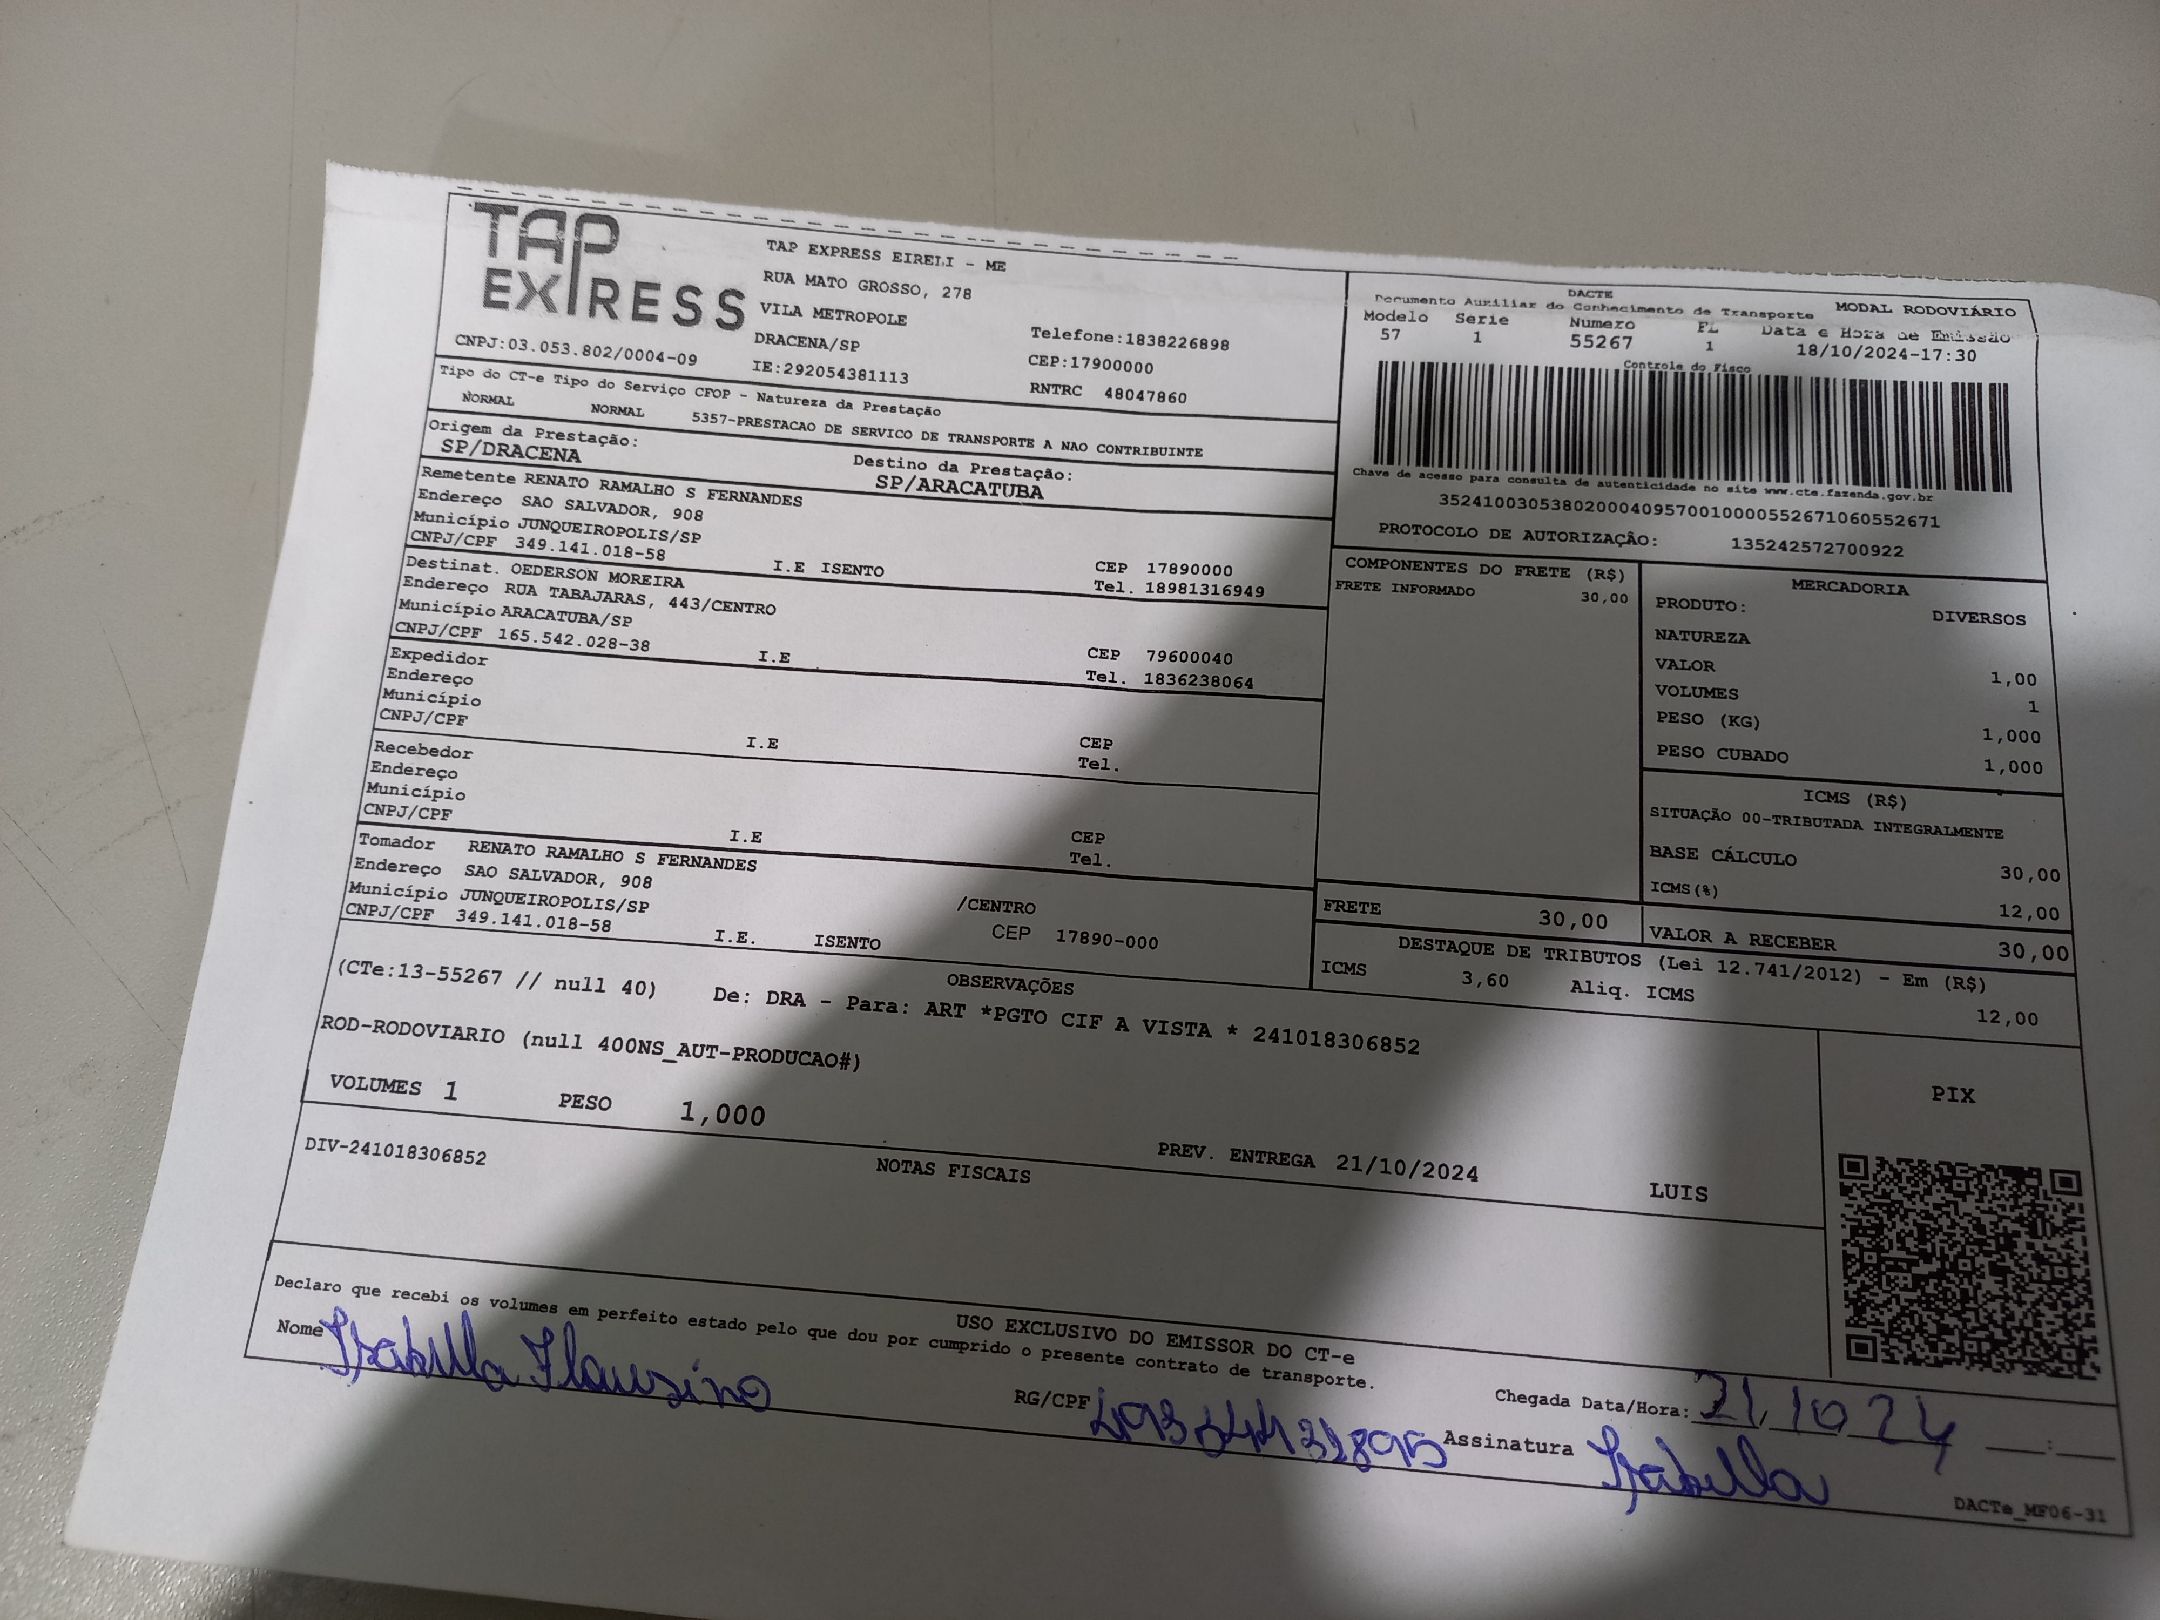 TAP
EXPRESS
TAP EXPRESS EIRELI - ME
RUA MATO GROSSO, 278
VILA METROPOLE
DRACENA/SP
Telefone:1838226898
CNPJ:03.053.802/0004-09
IE:292054381113
CEP:17900000
RNTRC 48047860
DACTE
Documento Auxiliar do Conhecimento de Transporte
MODAL RODOVIÁRIO
Modelo Serie Numero FL Data e Hora de Emissão
57 1 55267 1 18/10/2024-17:30
Controle do Fisco
Chave de acesso para consulta de autenticidade no site www.cte.fazenda.gov.br
35241003053802000409570010000552671060552671
PROTOCOLO DE AUTORIZAÇÃO: 135242572700922
Tipo do CT-e Tipo do Serviço CFOP - Natureza da Prestação
NORMAL NORMAL 5357-PRESTACAO DE SERVICO DE TRANSPORTE A NAO CONTRIBUINTE
Origem da Prestação:
SP/DRACENA
Destino da Prestação:
SP/ARACATUBA
Remetente RENATO RAMALHO S FERNANDES
Endereço SAO SALVADOR, 908
Município JUNQUEIROPOLIS/SP CEP 17890000
CNPJ/CPF 349.141.018-58 I.E ISENTO Tel. 18981316949
Destinat. OEDERSON MOREIRA
Endereço RUA TABAJARAS, 443/CENTRO
Município ARACATUBA/SP CEP 79600040
CNPJ/CPF 165.542.028-38 I.E Tel. 1836238064
Expedidor
Endereço
Município CEP
CNPJ/CPF I.E Tel.
Recebedor
Endereço
Município CEP
CNPJ/CPF I.E Tel.
Tomador RENATO RAMALHO S FERNANDES
Endereço SAO SALVADOR, 908 /CENTRO
Município JUNQUEIROPOLIS/SP CEP 17890-000
CNPJ/CPF 349.141.018-58 I.E. ISENTO
COMPONENTES DO FRETE (R$)
FRETE INFORMADO 30,00
MERCADORIA
PRODUTO: DIVERSOS
NATUREZA
VALOR 1,00
VOLUMES 1
PESO (KG) 1,000
PESO CUBADO 1,000
ICMS (R$)
SITUAÇÃO 00-TRIBUTADA INTEGRALMENTE
BASE CÁLCULO 30,00
ICMS(%) 12,00
FRETE 30,00
VALOR A RECEBER 30,00
DESTAQUE DE TRIBUTOS (Lei 12.741/2012) - Em (R$)
ICMS 3,60 Aliq. ICMS 12,00
OBSERVAÇÕES
(CTe:13-55267 // null 40) De: DRA - Para: ART *PGTO CIF A VISTA * 241018306852
ROD-RODOVIARIO (null 400NS_AUT-PRODUCAO#)
VOLUMES 1 PESO 1,000
PREV. ENTREGA 21/10/2024 LUIS
PIX
NOTAS FISCAIS
DIV-241018306852
USO EXCLUSIVO DO EMISSOR DO CT-e
Declaro que recebi os volumes em perfeito estado pelo que dou por cumprido o presente contrato de transporte.
Chegada Data/Hora: 21, 10 24 :
Nome Isabella Flauzino RG/CPF Assinatura Isabella
DACTe_MF06-31